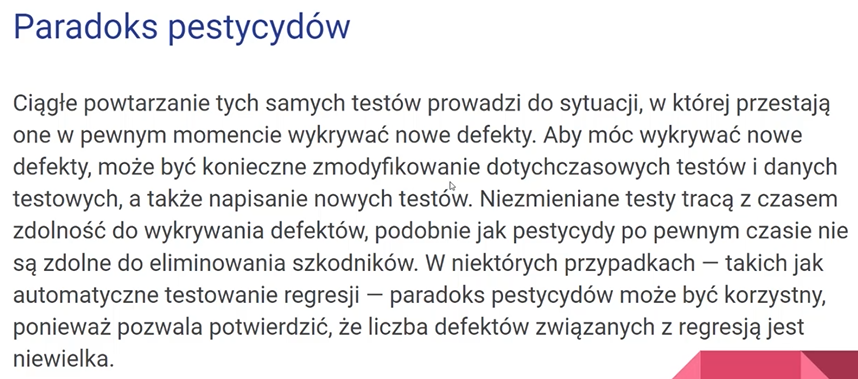 Paradoks pestycydów
Ciągłe powtarzanie tych samych testów prowadzi do sytuacji, w której przestają
one w pewnym momencie wykrywać nowe defekty. Aby móc wykrywać nowe
defekty, może być konieczne zmodyfikowanie dotychczasowych testów i danych
testowych, a także napisanie nowych testów. Niezmieniane testy tracą z czasem
zdolność do wykrywania defektów, podobnie jak pestycydy po pewnym czasie nie
są zdolne do eliminowania szkodników. W niektórych przypadkach — takich jak
automatyczne testowanie regresji — paradoks pestycydów może być korzystny,
ponieważ pozwala potwierdzić, że liczba defektów związanych z regresją jest
niewielka.